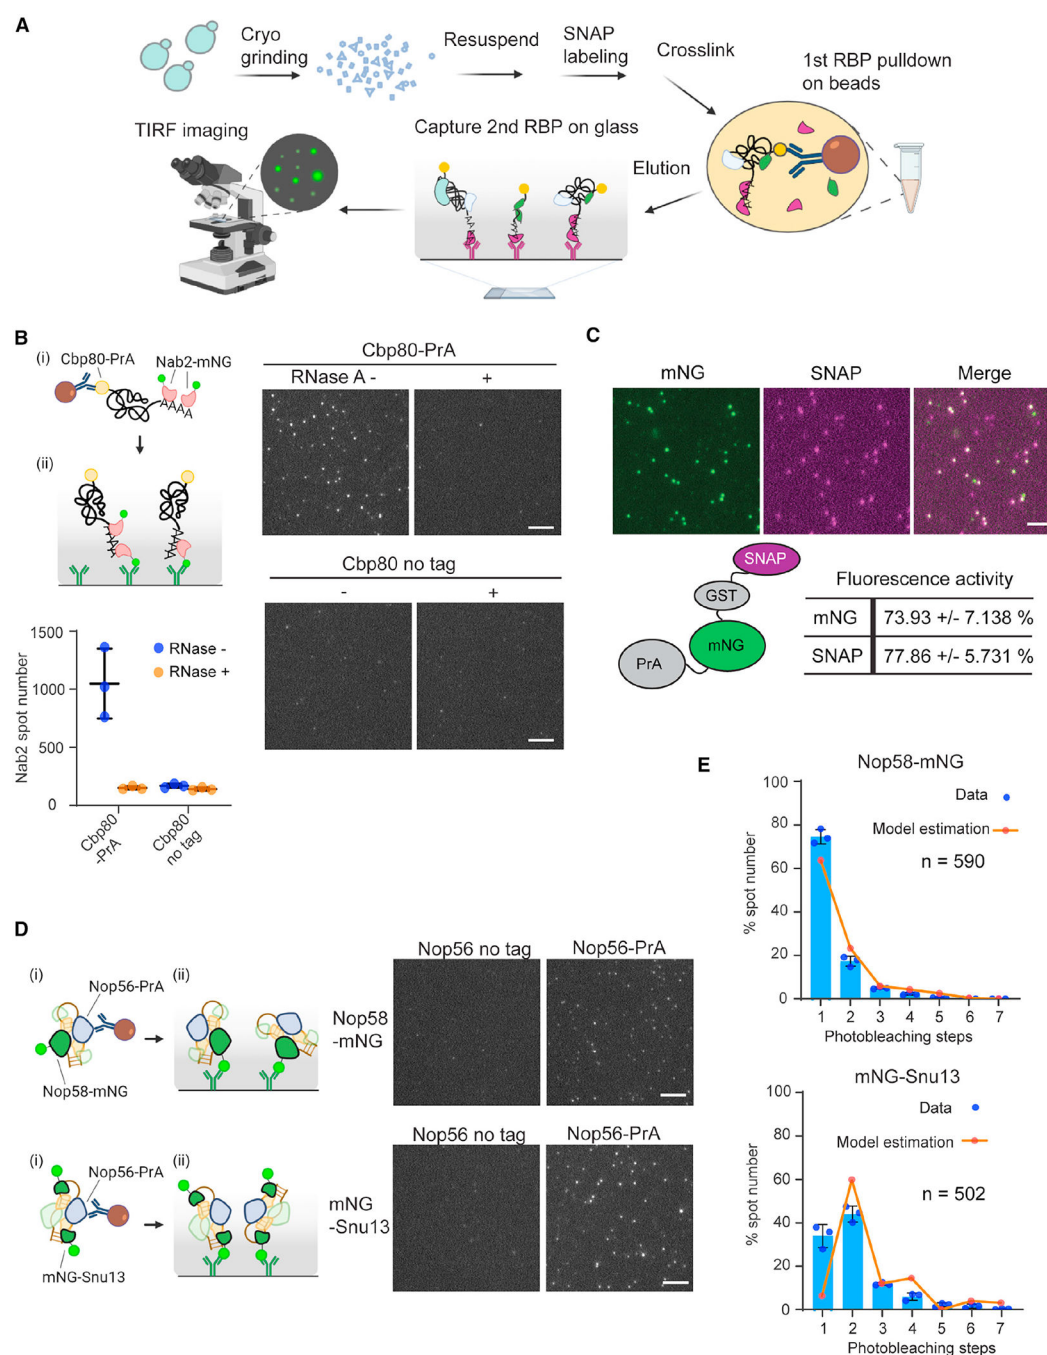 A
Cryo
grinding
Resuspend
SNAP
labeling
Crosslink
1st RBP pulldown
on beads
TIRF imaging
Capture 2nd RBP on glass
Elution
B
(i)
Cbp80-PrA
Nab2-mNG
A A A A
(ii)
Cbp80-PrA
RNase A -
+
Cbp80 no tag
-
+
Nab2 spot number
1500
1000
500
0
RNase -
RNase +
Cbp80
-PrA
Cbp80
no tag
C
mNG
SNAP
Merge
SNAP
GST
mNG
PrA
Fluorescence activity
mNG 73.93 +/- 7.138 %
SNAP 77.86 +/- 5.731 %
D
(i)
(ii)
Nop56-PrA
Nop58-mNG
Nop58
-mNG
Nop56 no tag
Nop56-PrA
(i)
(ii)
Nop56-PrA
mNG-Snu13
mNG
-Snu13
Nop56 no tag
Nop56-PrA
E
Nop58-mNG
Data
Model estimation
n = 590
% spot number
100
80
60
40
20
0
1 2 3 4 5 6 7
Photobleaching steps
mNG-Snu13
Data
Model estimation
n = 502
% spot number
100
80
60
40
20
0
1 2 3 4 5 6 7
Photobleaching steps